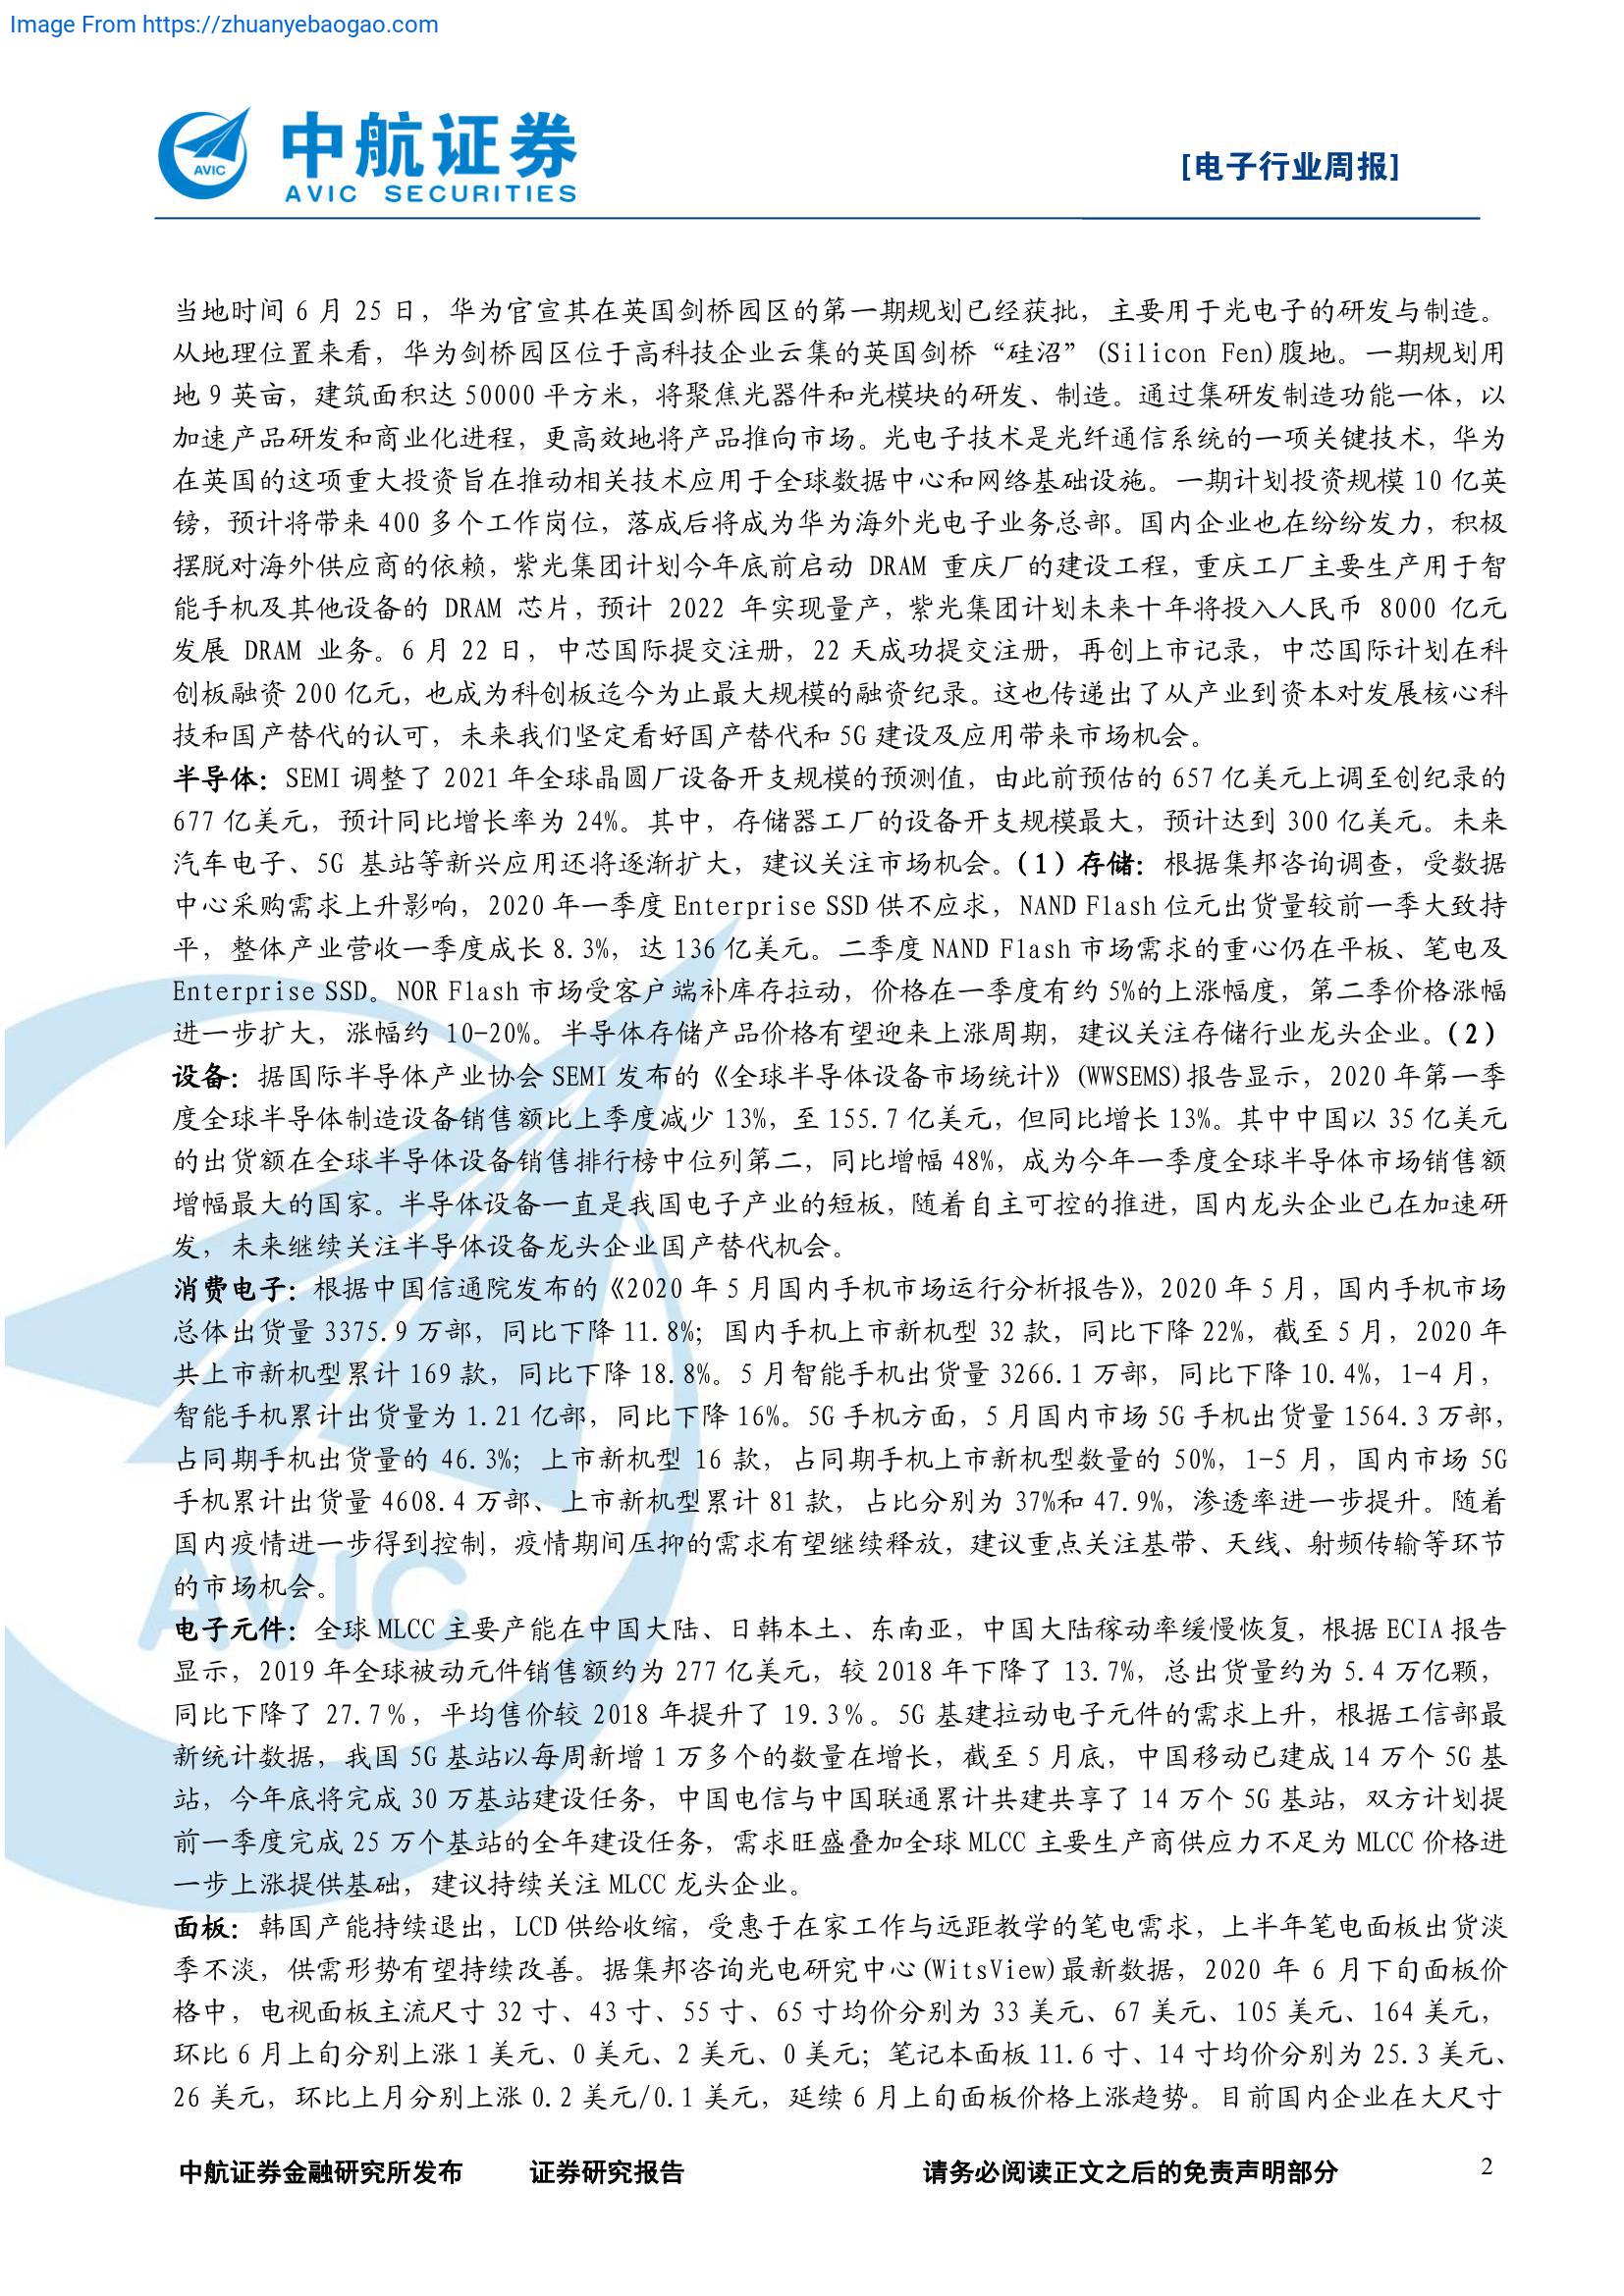 Image From https://zhuanyebaogao.com
中航证券
AVIC
AVIC SECURITIES
[电子行业周报]
当地时间 6 月 25 日，华为官宣其在英国剑桥园区的第一期规划已经获批，主要用于光电子的研发与制造。
从地理位置来看，华为剑桥园区位于高科技企业云集的英国剑桥“硅沼”(Silicon Fen)腹地。一期规划用
地 9 英亩，建筑面积达 50000 平方米，将聚焦光器件和光模块的研发、制造。通过集研发制造功能一体，以
加速产品研发和商业化进程，更高效地将产品推向市场。光电子技术是光纤通信系统的一项关键技术，华为
在英国的这项重大投资旨在推动相关技术应用于全球数据中心和网络基础设施。一期计划投资规模 10 亿英
镑，预计将带来 400 多个工作岗位，落成后将成为华为海外光电子业务总部。国内企业也在纷纷发力，积极
摆脱对海外供应商的依赖，紫光集团计划今年底前启动 DRAM 重庆厂的建设工程，重庆工厂主要生产用于智
能手机及其他设备的 DRAM 芯片，预计 2022 年实现量产，紫光集团计划未来十年将投入人民币 8000 亿元
发展 DRAM 业务。6 月 22 日，中芯国际提交注册，22 天成功提交注册，再创上市记录，中芯国际计划在科
创板融资 200 亿元，也成为科创板迄今为止最大规模的融资纪录。这也传递出了从产业到资本对发展核心科
技和国产替代的认可，未来我们坚定看好国产替代和 5G 建设及应用带来市场机会。
半导体：SEMI 调整了 2021 年全球晶圆厂设备开支规模的预测值，由此前预估的 657 亿美元上调至创纪录的
677 亿美元，预计同比增长率为 24%。其中，存储器工厂的设备开支规模最大，预计达到 300 亿美元。未来
汽车电子、5G 基站等新兴应用还将逐渐扩大，建议关注市场机会。（1）存储：根据集邦咨询调查，受数据
中心采购需求上升影响，2020 年一季度 Enterprise SSD 供不应求，NAND Flash 位元出货量较前一季大致持
平，整体产业营收一季度成长 8.3%，达 136 亿美元。二季度 NAND Flash 市场需求的重心仍在平板、笔电及
Enterprise SSD。NOR Flash 市场受客户端补库存拉动，价格在一季度有约 5%的上涨幅度，第二季价格涨幅
进一步扩大，涨幅约 10-20%。半导体存储产品价格有望迎来上涨周期，建议关注存储行业龙头企业。（2）
设备：据国际半导体产业协会 SEMI 发布的《全球半导体设备市场统计》(WWSEMS)报告显示，2020 年第一季
度全球半导体制造设备销售额比上季度减少 13%，至 155.7 亿美元，但同比增长 13%。其中中国以 35 亿美元
的出货额在全球半导体设备销售排行榜中位列第二，同比增幅 48%，成为今年一季度全球半导体市场销售额
增幅最大的国家。半导体设备一直是我国电子产业的短板，随着自主可控的推进，国内龙头企业已在加速研
发，未来继续关注半导体设备龙头企业国产替代机会。
消费电子：根据中国信通院发布的《2020 年 5 月国内手机市场运行分析报告》，2020 年 5 月，国内手机市场
总体出货量 3375.9 万部，同比下降 11.8%；国内手机上市新机型 32 款，同比下降 22%，截至 5 月，2020 年
共上市新机型累计 169 款，同比下降 18.8%。5 月智能手机出货量 3266.1 万部，同比下降 10.4%，1-4 月，
智能手机累计出货量为 1.21 亿部，同比下降 16%。5G 手机方面，5 月国内市场 5G 手机出货量 1564.3 万部，
占同期手机出货量的 46.3%；上市新机型 16 款，占同期手机上市新机型数量的 50%，1-5 月，国内市场 5G
手机累计出货量 4608.4 万部、上市新机型累计 81 款，占比分别为 37%和 47.9%，渗透率进一步提升。随着
国内疫情进一步得到控制，疫情期间压抑的需求有望继续释放，建议重点关注基带、天线、射频传输等环节
的市场机会。
电子元件：全球 MLCC 主要产能在中国大陆、日韩本土、东南亚，中国大陆稼动率缓慢恢复，根据 ECIA 报告
显示，2019 年全球被动元件销售额约为 277 亿美元，较 2018 年下降了 13.7%，总出货量约为 5.4 万亿颗，
同比下降了 27.7％，平均售价较 2018 年提升了 19.3％。5G 基建拉动电子元件的需求上升，根据工信部最
新统计数据，我国 5G 基站以每周新增 1 万多个的数量在增长，截至 5 月底，中国移动已建成 14 万个 5G 基
站，今年底将完成 30 万基站建设任务，中国电信与中国联通累计共建共享了 14 万个 5G 基站，双方计划提
前一季度完成 25 万个基站的全年建设任务，需求旺盛叠加全球 MLCC 主要生产商供应力不足为 MLCC 价格进
一步上涨提供基础，建议持续关注 MLCC 龙头企业。
面板：韩国产能持续退出，LCD 供给收缩，受惠于在家工作与远距教学的笔电需求，上半年笔电面板出货淡
季不淡，供需形势有望持续改善。据集邦咨询光电研究中心(WitsView)最新数据，2020 年 6 月下旬面板价
格中，电视面板主流尺寸 32 寸、43 寸、55 寸、65 寸均价分别为 33 美元、67 美元、105 美元、164 美元，
环比 6 月上旬分别上涨 1 美元、0 美元、2 美元、0 美元；笔记本面板 11.6 寸、14 寸均价分别为 25.3 美元、
26 美元，环比上月分别上涨 0.2 美元/0.1 美元，延续 6 月上旬面板价格上涨趋势。目前国内企业在大尺寸
AVIC
中航证券金融研究所发布 证券研究报告 请务必阅读正文之后的免责声明部分 2